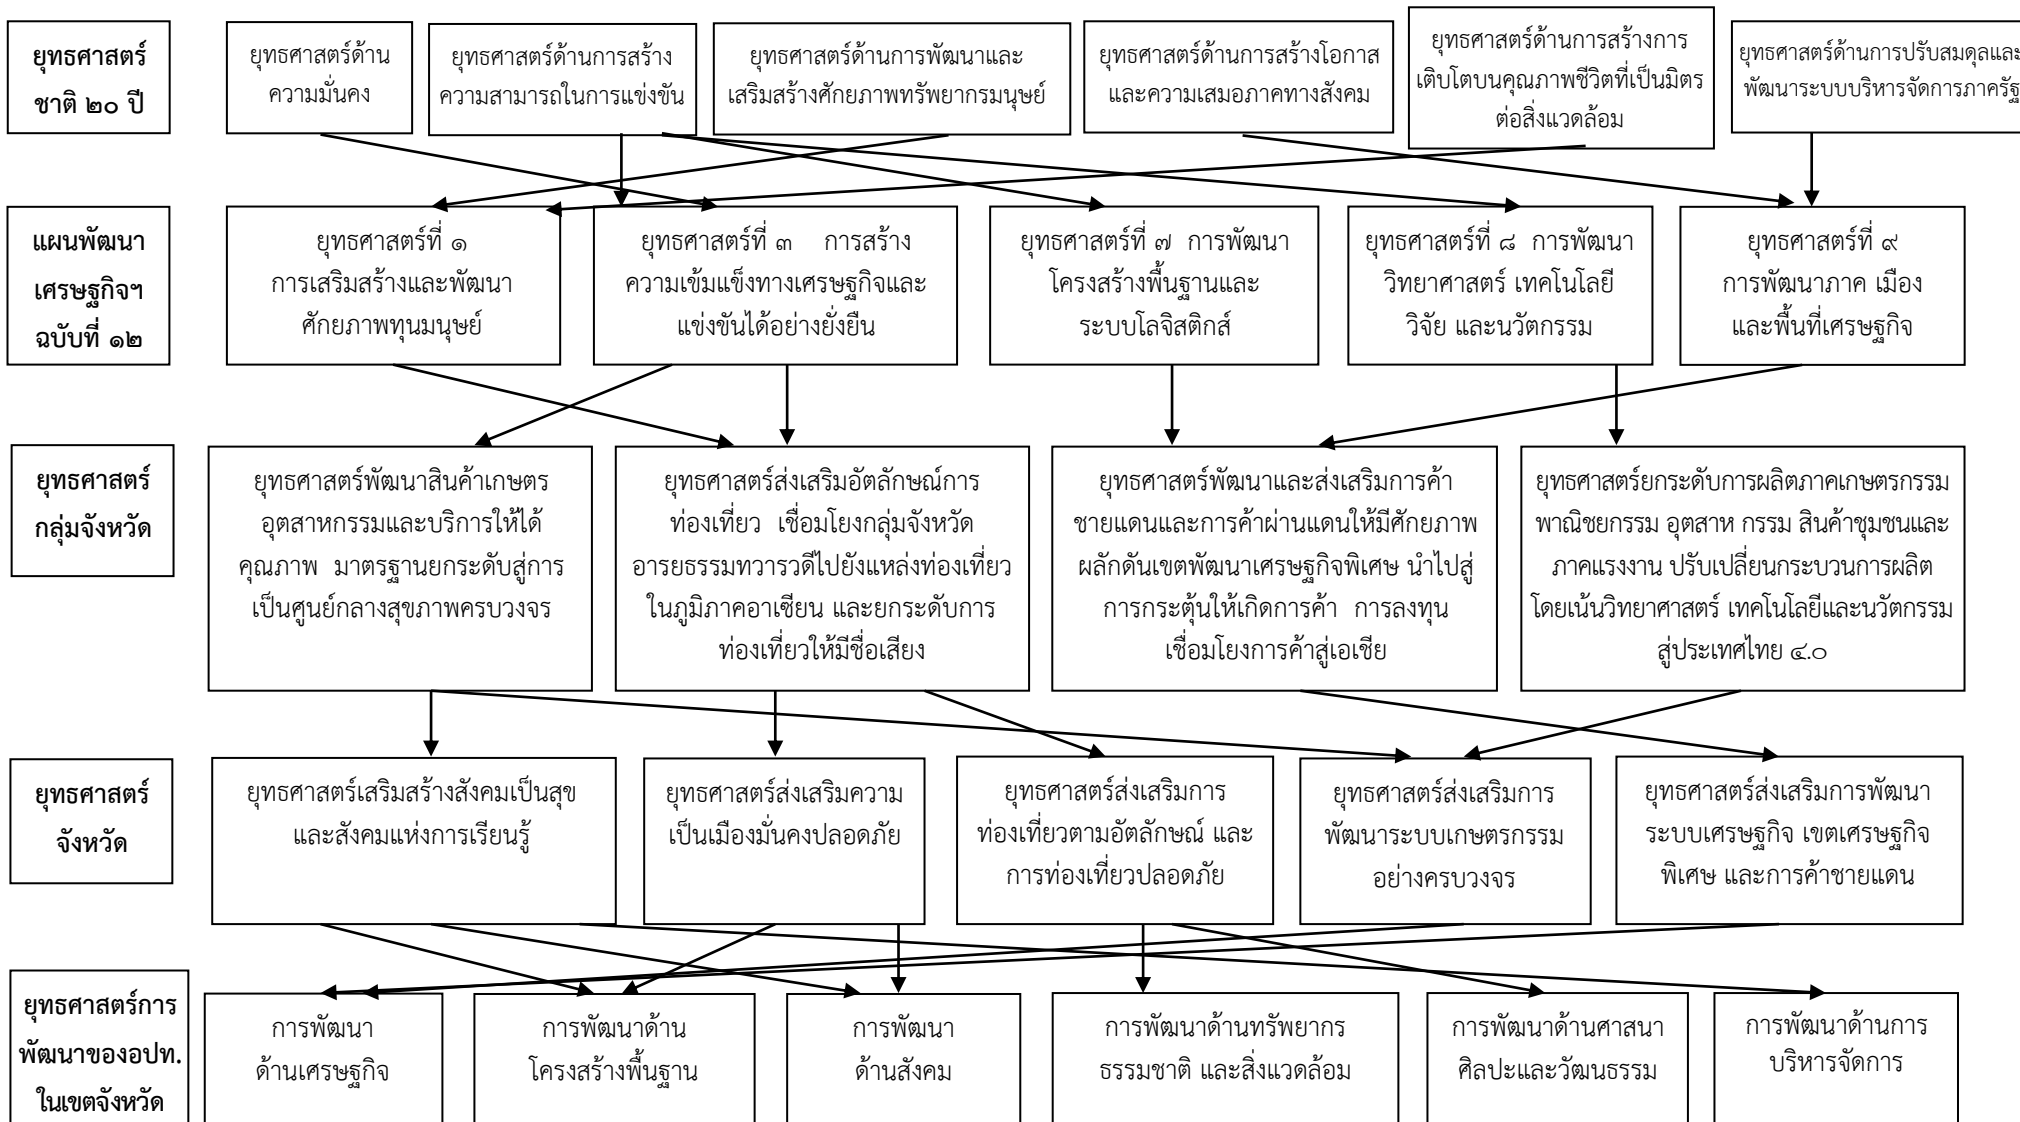 ยุทธศาสตร์
ชาติ ๒๐ ปี
ยุทธศาสตร์ด้าน
ความมั่นคง
ยุทธศาสตร์ด้านการสร้าง
ความสามารถในการแข่งขัน
ยุทธศาสตร์ด้านการพัฒนาและ
เสริมสร้างศักยภาพทรัพยากรมนุษย์
ยุทธศาสตร์ด้านการสร้างโอกาส
และความเสมอภาคทางสังคม
ยุทธศาสตร์ด้านการสร้างการ
เติบโตบนคุณภาพชีวิตที่เป็นมิตร
ต่อสิ่งแวดล้อม
ยุทธศาสตร์ด้านการปรับสมดุลและ
พัฒนาระบบบริหารจัดการภาครัฐ
แผนพัฒนา
เศรษฐกิจฯ
ฉบับที่ ๑๒
ยุทธศาสตร์ที่ ๑
การเสริมสร้างและพัฒนา
ศักยภาพทุนมนุษย์
ยุทธศาสตร์ที่ ๓ การสร้าง
ความเข้มแข็งทางเศรษฐกิจและ
แข่งขันได้อย่างยั่งยืน
ยุทธศาสตร์ที่ ๗ การพัฒนา
โครงสร้างพื้นฐานและ
ระบบโลจิสติกส์
ยุทธศาสตร์ที่ ๘ การพัฒนา
วิทยาศาสตร์ เทคโนโลยี
วิจัย และนวัตกรรม
ยุทธศาสตร์ที่ ๙
การพัฒนาภาค เมือง
และพื้นที่เศรษฐกิจ
ยุทธศาสตร์
กลุ่มจังหวัด
ยุทธศาสตร์พัฒนาสินค้าเกษตร
อุตสาหกรรมและบริการให้ได้
คุณภาพ มาตรฐานยกระดับสู่การ
เป็นศูนย์กลางสุขภาพครบวงจร
ยุทธศาสตร์ส่งเสริมอัตลักษณ์การ
ท่องเที่ยว เชื่อมโยงกลุ่มจังหวัด
อารยธรรมทวารวดีไปยังแหล่งท่องเที่ยว
ในภูมิภาคอาเซียน และยกระดับการ
ท่องเที่ยวให้มีชื่อเสียง
ยุทธศาสตร์พัฒนาและส่งเสริมการค้า
ชายแดนและการค้าผ่านแดนให้มีศักยภาพ
ผลักดันเขตพัฒนาเศรษฐกิจพิเศษ นำไปสู่
การกระตุ้นให้เกิดการค้า การลงทุน
เชื่อมโยงการค้าสู่เอเชีย
ยุทธศาสตร์ยกระดับการผลิตภาคเกษตรกรรม
พาณิชยกรรม อุตสาห กรรม สินค้าชุมชนและ
ภาคแรงงาน ปรับเปลี่ยนกระบวนการผลิต
โดยเน้นวิทยาศาสตร์ เทคโนโลยีและนวัตกรรม
สู่ประเทศไทย ๔.๐
ยุทธศาสตร์
จังหวัด
ยุทธศาสตร์เสริมสร้างสังคมเป็นสุข
และสังคมแห่งการเรียนรู้
ยุทธศาสตร์ส่งเสริมความ
เป็นเมืองมั่นคงปลอดภัย
ยุทธศาสตร์ส่งเสริมการ
ท่องเที่ยวตามอัตลักษณ์ และ
การท่องเที่ยวปลอดภัย
ยุทธศาสตร์ส่งเสริมการ
พัฒนาระบบเกษตรกรรม
อย่างครบวงจร
ยุทธศาสตร์ส่งเสริมการพัฒนา
ระบบเศรษฐกิจ เขตเศรษฐกิจ
พิเศษ และการค้าชายแดน
ยุทธศาสตร์การ
พัฒนาของอปท.
ในเขตจังหวัด
การพัฒนา
ด้านเศรษฐกิจ
การพัฒนาด้าน
โครงสร้างพื้นฐาน
การพัฒนา
ด้านสังคม
การพัฒนาด้านทรัพยากร
ธรรมชาติ และสิ่งแวดล้อม
การพัฒนาด้านศาสนา
ศิลปะและวัฒนธรรม
การพัฒนาด้านการ
บริหารจัดการ